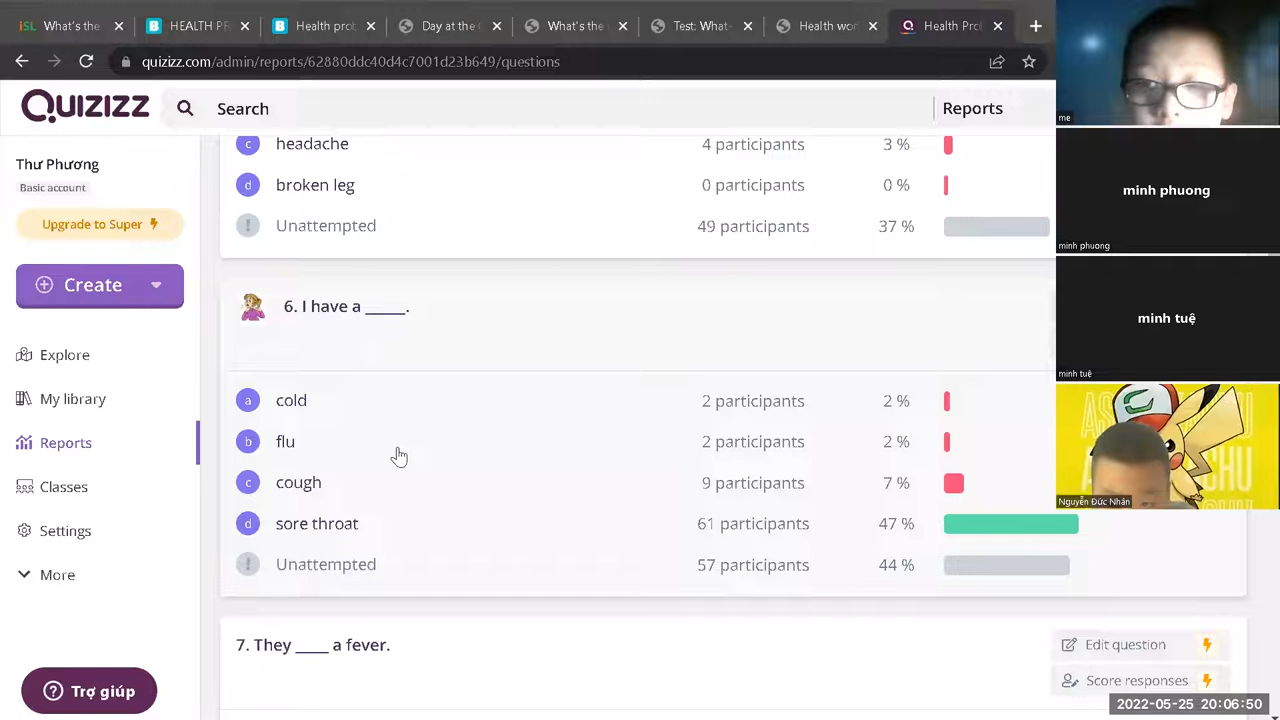 iSL What's the
HEALTH PR
Health prot
Day at the
What's the
Test: What
Health wor
Health Prol
quizizz.com/admin/reports/62880ddc40d4c7001d23b649/questions
QUIZIZZ
Search
Reports
Thư Phương
Basic account
Upgrade to Super
Create
Explore
My library
Reports
Classes
Settings
More
Trợ giúp
c headache 4 participants 3 %
d broken leg 0 participants 0 %
! Unattempted 49 participants 37 %
6. I have a _____.
a cold 2 participants 2 %
b flu 2 participants 2 %
c cough 9 participants 7 %
d sore throat 61 participants 47 %
! Unattempted 57 participants 44 %
7. They ____ a fever.
Edit question
Score responses
me
minh phuong
minh phuong
minh tuệ
minh tuệ
Nguyễn Đức Nhân
2022-05-25 20:06:50